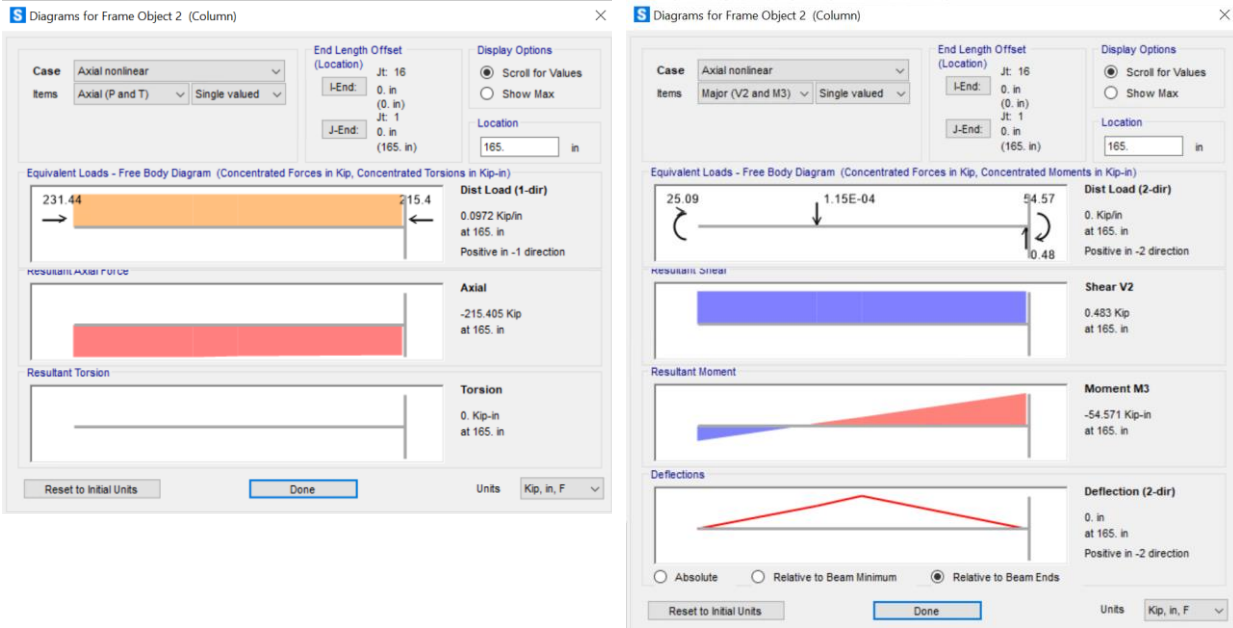 Diagrams for Frame Object 2 (Column)
Case Axial nonlinear
Items Axial (P and T) Single valued
End Length Offset
(Location)
Jt: 16
I-End: 0. in
(0. in)
Jt: 1
J-End: 0. in
(165. in)
Display Options
Scroll for Values
Show Max
Location
165. in
Equivalent Loads - Free Body Diagram (Concentrated Forces in Kip, Concentrated Torsions in Kip-in)
231.44 215.4
Dist Load (1-dir)
0.0972 Kip/in
at 165. in
Positive in -1 direction
Resultant Axial Force
Axial
-215.405 Kip
at 165. in
Resultant Torsion
Torsion
0. Kip-in
at 165. in
Reset to Initial Units Done Units Kip, in, F
Diagrams for Frame Object 2 (Column)
Case Axial nonlinear
Items Major (V2 and M3) Single valued
End Length Offset
(Location)
Jt: 16
I-End: 0. in
(0. in)
Jt: 1
J-End: 0. in
(165. in)
Display Options
Scroll for Values
Show Max
Location
165. in
Equivalent Loads - Free Body Diagram (Concentrated Forces in Kip, Concentrated Moments in Kip-in)
25.09 1.15E-04 54.57
0.48
Dist Load (2-dir)
0. Kip/in
at 165. in
Positive in -2 direction
Resultant Shear
Shear V2
0.483 Kip
at 165. in
Resultant Moment
Moment M3
-54.571 Kip-in
at 165. in
Deflections
Deflection (2-dir)
0. in
at 165. in
Positive in -2 direction
Absolute Relative to Beam Minimum Relative to Beam Ends
Reset to Initial Units Done Units Kip, in, F